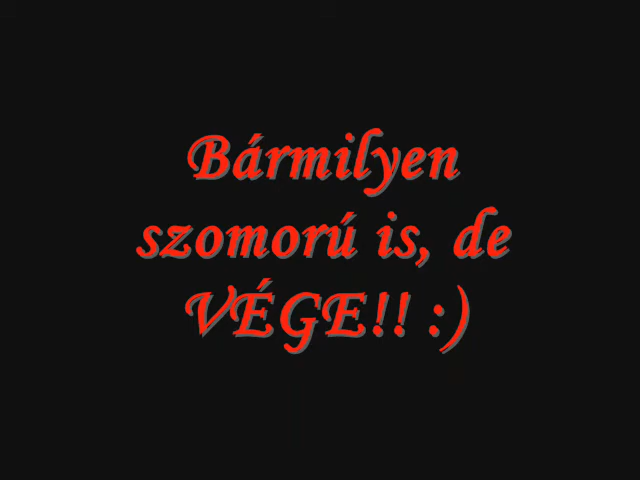 Bármilyen
szomorú is, de
VÉGE!! :)